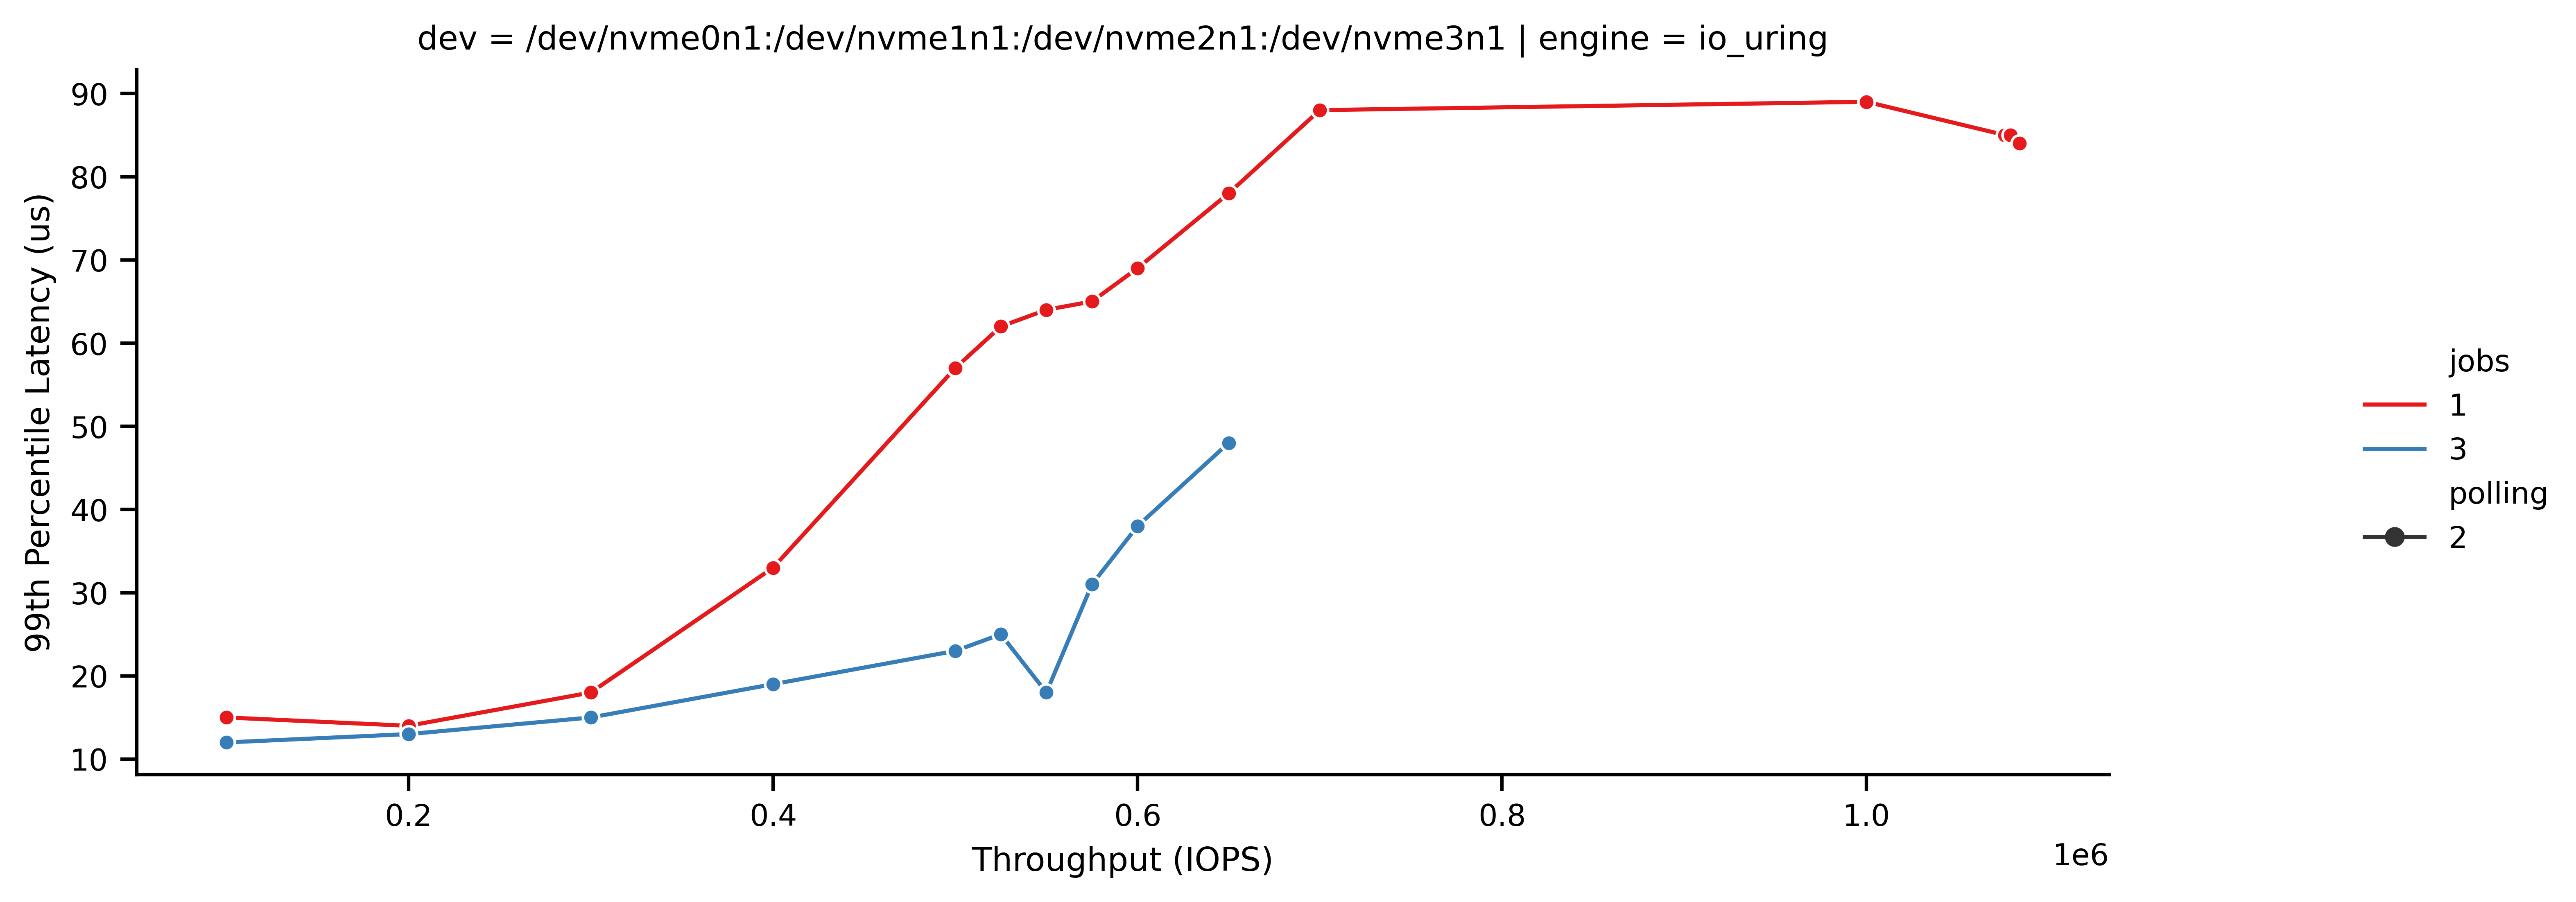 dev = /dev/nvme0n1:/dev/nvme1n1:/dev/nvme2n1:/dev/nvme3n1 | engine = io_uring
99th Percentile Latency (us)
90
80
70
60
50
40
30
20
10
0.2 0.4 0.6 0.8 1.0
1e6
Throughput (IOPS)
jobs
1
3
polling
2